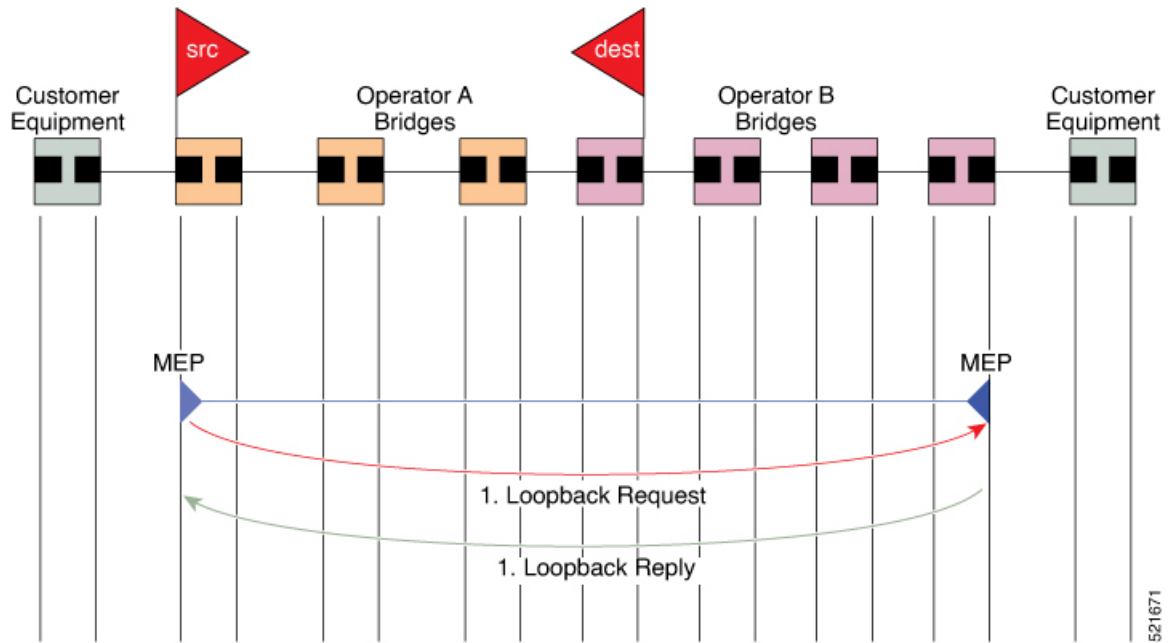 src
dest
Customer
Equipment
Operator A
Bridges
Operator B
Bridges
Customer
Equipment
MEP
MEP
1. Loopback Request
1. Loopback Reply
521671